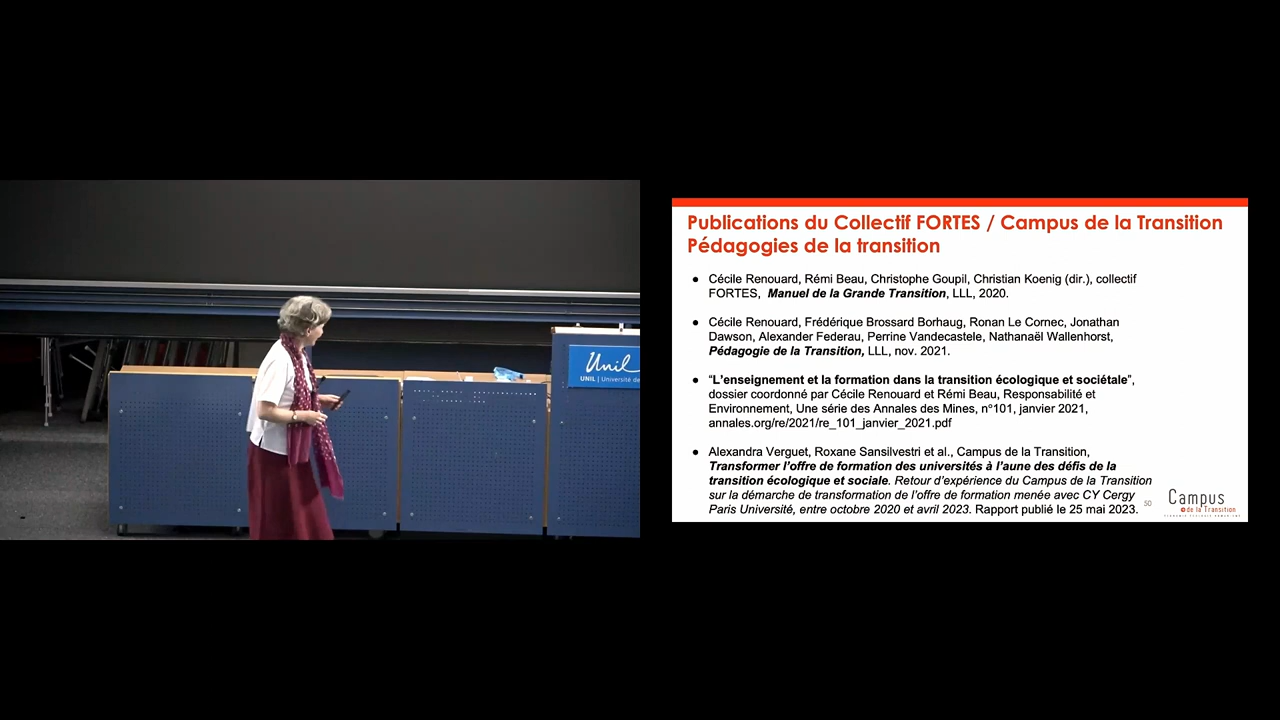 Unil
UNIL | Université de
Publications du Collectif FORTES / Campus de la Transition
Pédagogies de la transition
● Cécile Renouard, Rémi Beau, Christophe Goupil, Christian Koenig (dir.), collectif
FORTES, Manuel de la Grande Transition, LLL, 2020.
● Cécile Renouard, Frédérique Brossard Borhaug, Ronan Le Cornec, Jonathan
Dawson, Alexander Federau, Perrine Vandecastele, Nathanaël Wallenhorst,
Pédagogie de la Transition, LLL, nov. 2021.
● “L’enseignement et la formation dans la transition écologique et sociétale”,
dossier coordonné par Cécile Renouard et Rémi Beau, Responsabilité et
Environnement, Une série des Annales des Mines, n°101, janvier 2021,
annales.org/re/2021/re_101_janvier_2021.pdf
● Alexandra Verguet, Roxane Sansilvestri et al., Campus de la Transition,
Transformer l’offre de formation des universités à l’aune des défis de la
transition écologique et sociale. Retour d’expérience du Campus de la Transition
sur la démarche de transformation de l’offre de formation menée avec CY Cergy
Paris Université, entre octobre 2020 et avril 2023. Rapport publié le 25 mai 2023.
50
Campus
de la Transition